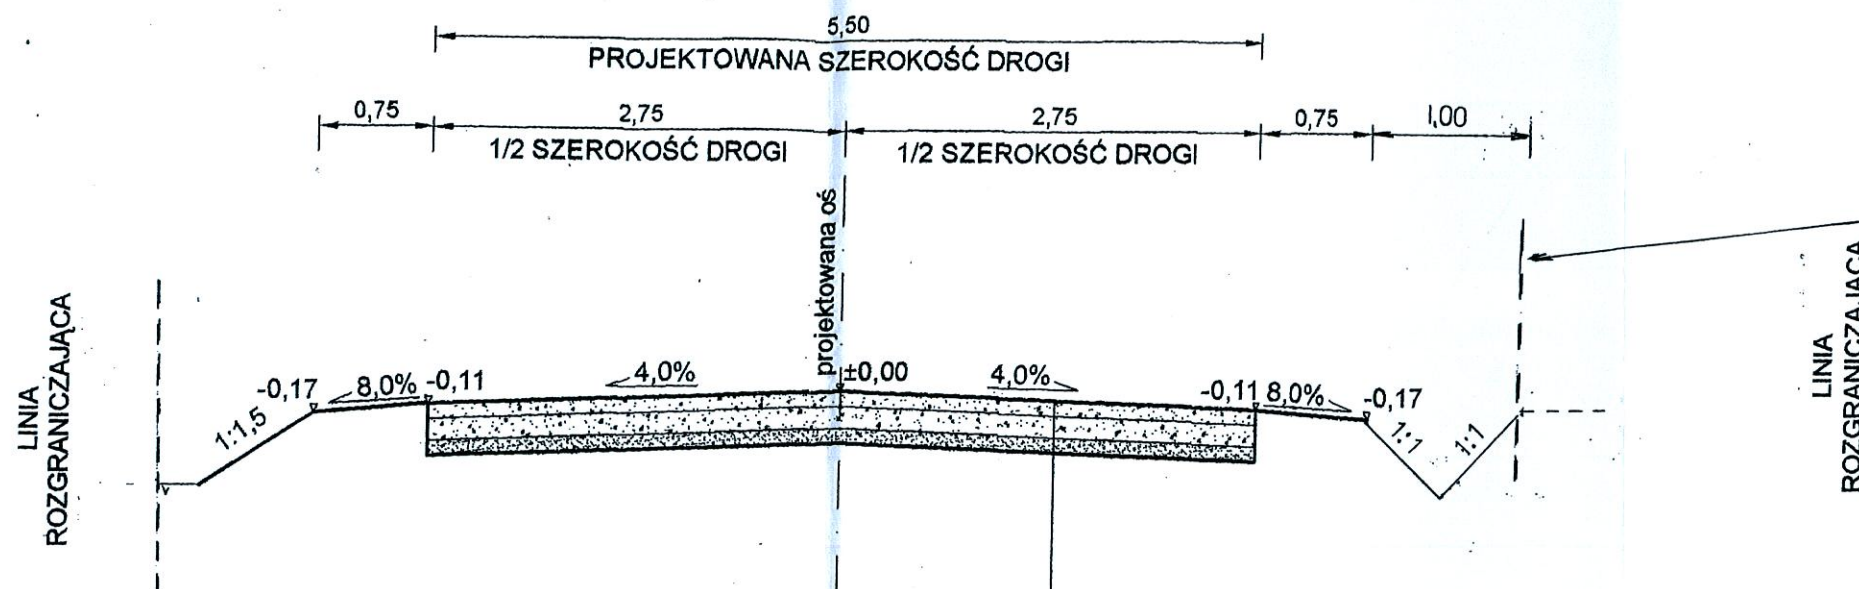 5,50
PROJEKTOWANA SZEROKOŚĆ DROGI
0,75
2,75
2,75
0,75
1,00
1/2 SZEROKOŚĆ DROGI
1/2 SZEROKOŚĆ DROGI
projektowana oś
LINIA
ROZGRANICZAJĄCA
LINIA
ROZGRANICZAJĄCA
1:1,5
-0,17
8,0%
-0,11
4,0%
±0,00
4,0%
-0,11
8,0%
-0,17
1:1
1:1